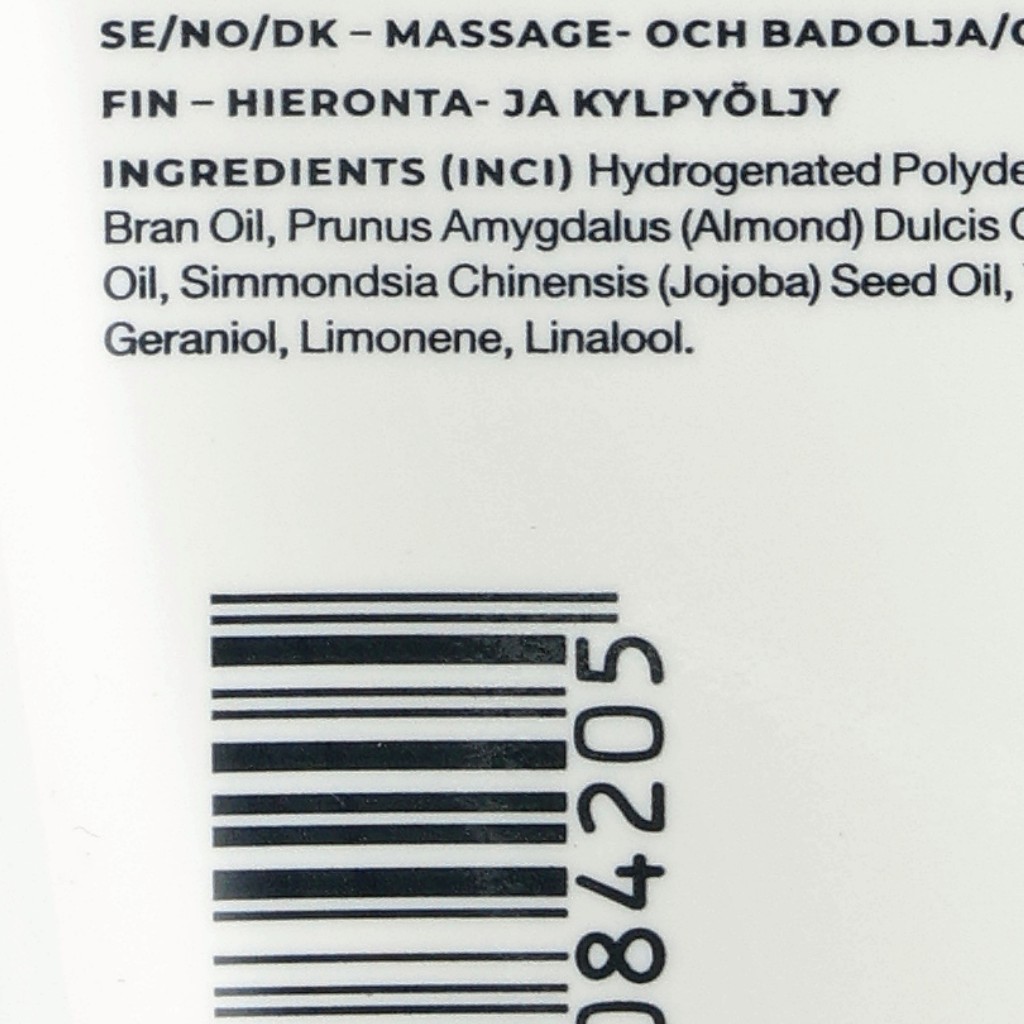 SE/NO/DK – MASSAGE- OCH BADOLJA/
FIN – HIERONTA- JA KYLPYÖLJY
INGREDIENTS (INCI) Hydrogenated
Bran Oil, Prunus Amygdalus (Almond) Dulcis
Oil, Simmondsia Chinensis (Jojoba) Seed Oil,
Geraniol, Limonene, Linalool.
084205